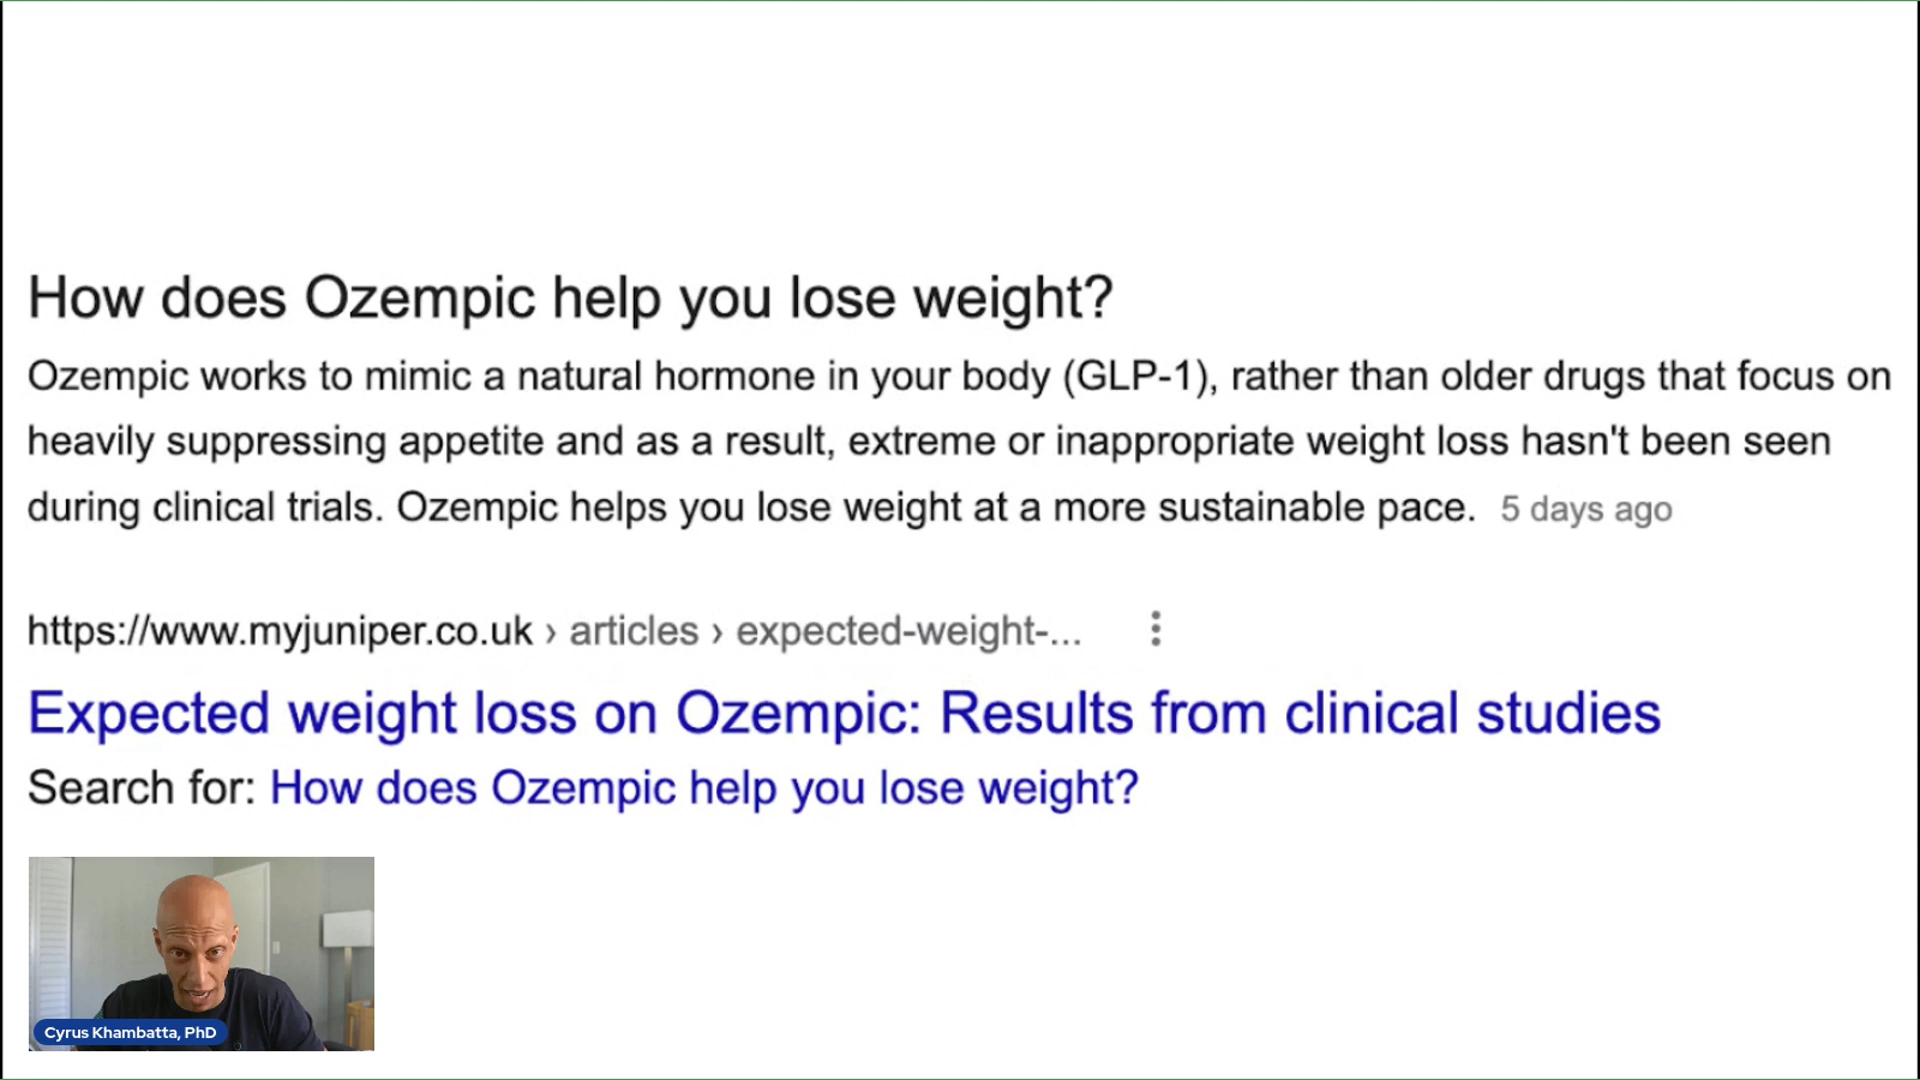 How does Ozempic help you lose weight?
Ozempic works to mimic a natural hormone in your body (GLP-1), rather than older drugs that focus on
heavily suppressing appetite and as a result, extreme or inappropriate weight loss hasn't been seen
during clinical trials. Ozempic helps you lose weight at a more sustainable pace. 5 days ago
https://www.myjuniper.co.uk › articles › expected-weight-...
Expected weight loss on Ozempic: Results from clinical studies
Search for: How does Ozempic help you lose weight?
Cyrus Khambatta, PhD